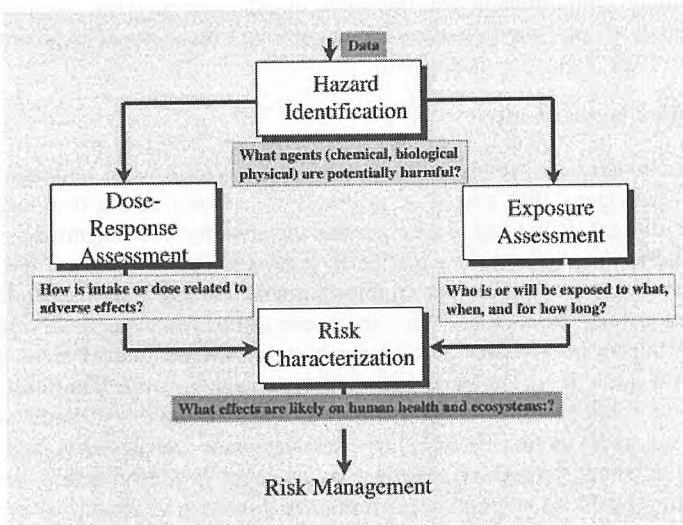 Data
Hazard
Identification
What agents (chemical, biological
physical) are potentially harmful?
Dose-
Response
Assessment
How is intake or dose related to
adverse effects?
Exposure
Assessment
Who is or will be exposed to what,
when, and for how long?
Risk
Characterization
What effects are likely on human health and ecosystems:?
Risk Management